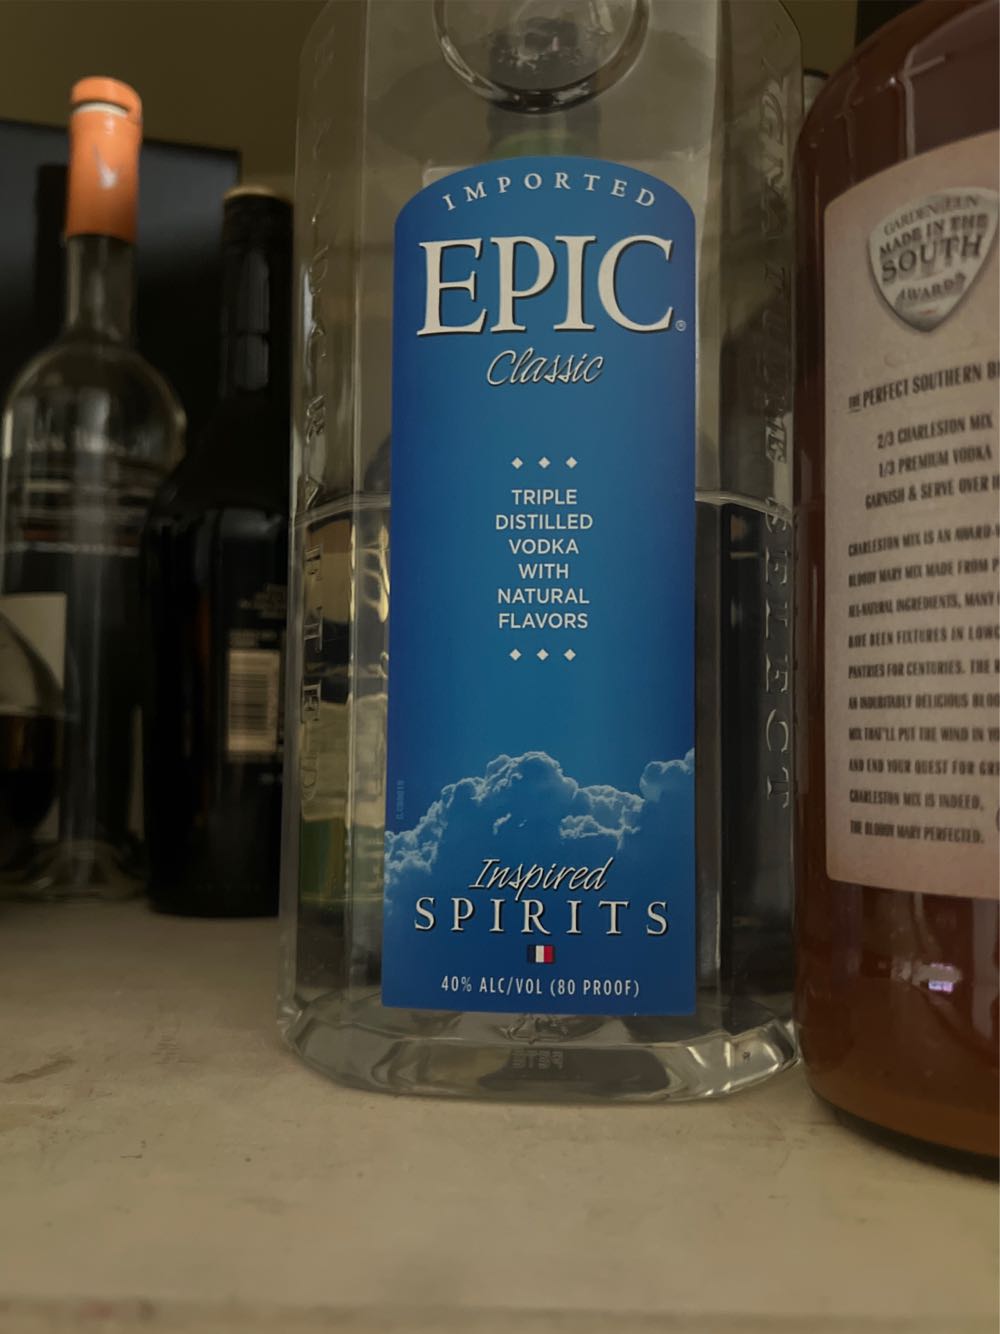 IMPORTED
EPIC®
Classic
TRIPLE
DISTILLED
VODKA
WITH
NATURAL
FLAVORS
Inspired
SPIRITS
40% ALC/VOL (80 PROOF)
SELECT
GARDEN & GUN
MADE IN THE
SOUTH
AWARDS
THE PERFECT SOUTHERN
2/3 CHARLESTON MIX
1/3 PREMIUM VODKA
GARNISH & SERVE OVER
CHARLESTON MIX IS AN AWARD-
BLOODY MARY MIX MADE FROM
ALL-NATURAL INGREDIENTS, MANY
HAVE BEEN FIXTURES IN
PANTRIES FOR CENTURIES. THE
AN INDUBITABLY DELICIOUS
MIX THAT'LL PUT THE WIND IN
AND END YOUR QUEST FOR
CHARLESTON MIX IS INDEED,
THE BLOODY MARY PERFECTED.